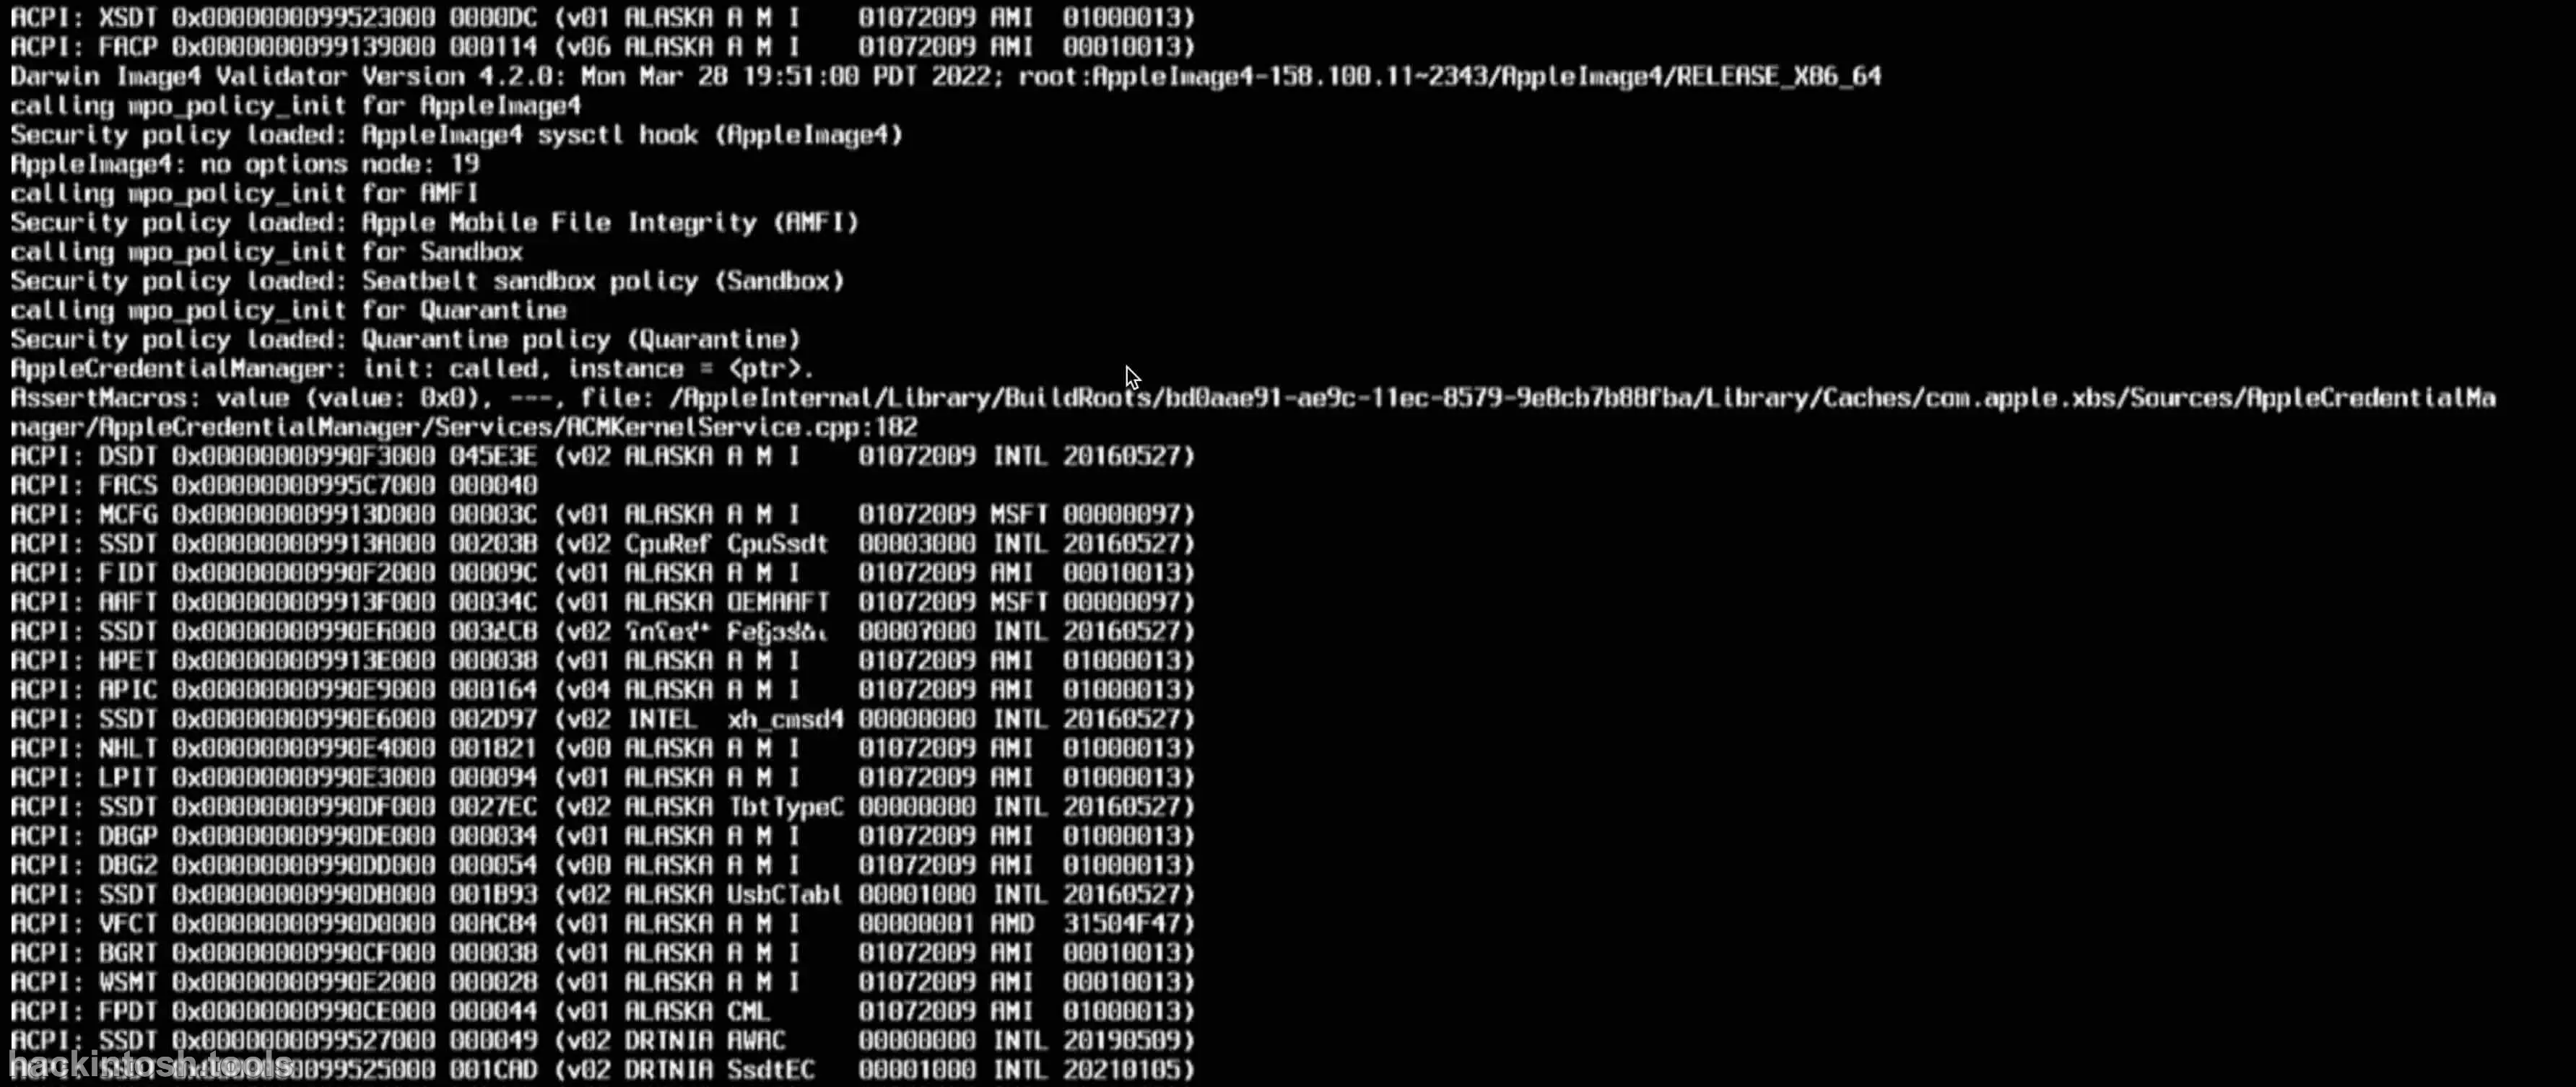 ACPI: XSDT 0x0000000099523000 0000DC (v01 ALASKA A M I    01072009 AMI  01000013)
ACPI: FACP 0x0000000099139000 000114 (v06 ALASKA A M I    01072009 AMI  00010013)
Darwin Image4 Validator Version 4.2.0: Mon Mar 28 19:51:00 PDT 2022; root:AppleImage4-158.100.11~2343/AppleImage4/RELEASE_X86_64
calling mpo_policy_init for AppleImage4
Security policy loaded: AppleImage4 sysctl hook (AppleImage4)
AppleImage4: no options node: 19
calling mpo_policy_init for AMFI
Security policy loaded: Apple Mobile File Integrity (AMFI)
calling mpo_policy_init for Sandbox
Security policy loaded: Seatbelt sandbox policy (Sandbox)
calling mpo_policy_init for Quarantine
Security policy loaded: Quarantine policy (Quarantine)
AppleCredentialManager: init: called, instance = <ptr>.
AssertMacros: value (value: 0x0), ---, file: /AppleInternal/Library/BuildRoots/bd0aae91-ae9c-11ec-8579-9e8cb7b88fba/Library/Caches/com.apple.xbs/Sources/AppleCredentialMa
nager/AppleCredentialManager/Services/ACMKernelService.cpp:182
ACPI: DSDT 0x00000000990F3000 045E3E (v02 ALASKA A M I    01072009 INTL 20160527)
ACPI: FACS 0x00000000995C7000 000040
ACPI: MCFG 0x000000009913D000 00003C (v01 ALASKA A M I    01072009 MSFT 00000097)
ACPI: SSDT 0x000000009913A000 00203B (v02 CpuRef CpuSsdt  00003000 INTL 20160527)
ACPI: FIDT 0x00000000990F2000 00009C (v01 ALASKA A M I    01072009 AMI  00010013)
ACPI: AAFT 0x000000009913F000 00034C (v01 ALASKA OEMAAFT  01072009 MSFT 00000097)
ACPI: SSDT (v02 INTL 20160527)
ACPI: HPET 0x000000009913E000 000038 (v01 ALASKA A M I    01072009 AMI  01000013)
ACPI: APIC 0x00000000990E9000 000164 (v04 ALASKA A M I    01072009 AMI  01000013)
ACPI: SSDT 0x00000000990E6000 002D97 (v02 INTEL  xh_cmsd4 00000000 INTL 20160527)
ACPI: NHLT 0x00000000990E4000 001821 (v00 ALASKA A M I    01072009 AMI  01000013)
ACPI: LPIT 0x00000000990E3000 000094 (v01 ALASKA A M I    01072009 AMI  01000013)
ACPI: SSDT 0x00000000990DF000 0027EC (v02 ALASKA TbtTypeC 00000000 INTL 20160527)
ACPI: DBGP 0x00000000990DE000 000034 (v01 ALASKA A M I    01072009 AMI  01000013)
ACPI: DBG2 0x00000000990DD000 000054 (v00 ALASKA A M I    01072009 AMI  01000013)
ACPI: SSDT 0x00000000990DB000 001B93 (v02 ALASKA UsbCTabl 00001000 INTL 20160527)
ACPI: VFCT 0x00000000990D0000 00AC84 (v01 ALASKA A M I    00000001 AMD  31504F47)
ACPI: BGRT 0x00000000990CF000 000038 (v01 ALASKA A M I    01072009 AMI  00010013)
ACPI: WSMT 0x00000000990E2000 000028 (v01 ALASKA A M I    01072009 AMI  00010013)
ACPI: FPDT 0x00000000990CE000 000044 (v01 ALASKA CML      01072009 AMI  01000013)
ACPI: SSDT 0x0000000099527000 000049 (v02 DRTNIA AWAC     00000000 INTL 20190509)
ACPI: SSDT 0x0000000099525000 001CAD (v02 DRTNIA SsdtEC   00001000 INTL 20210105)
hackintosh.tools